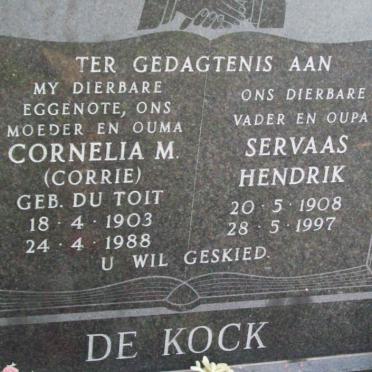 TER GEDAGTENIS AAN
MY DIERBARE
EGGENOTE, ONS
MOEDER EN OUMA
CORNELIA M.
(CORRIE)
GEB. DU TOIT
18 · 4 · 1903
24 · 4 · 1988
ONS DIERBARE
VADER EN OUPA
SERVAAS
HENDRIK
20 · 5 · 1908
28 · 5 · 1997
U WIL GESKIED.
DE KOCK